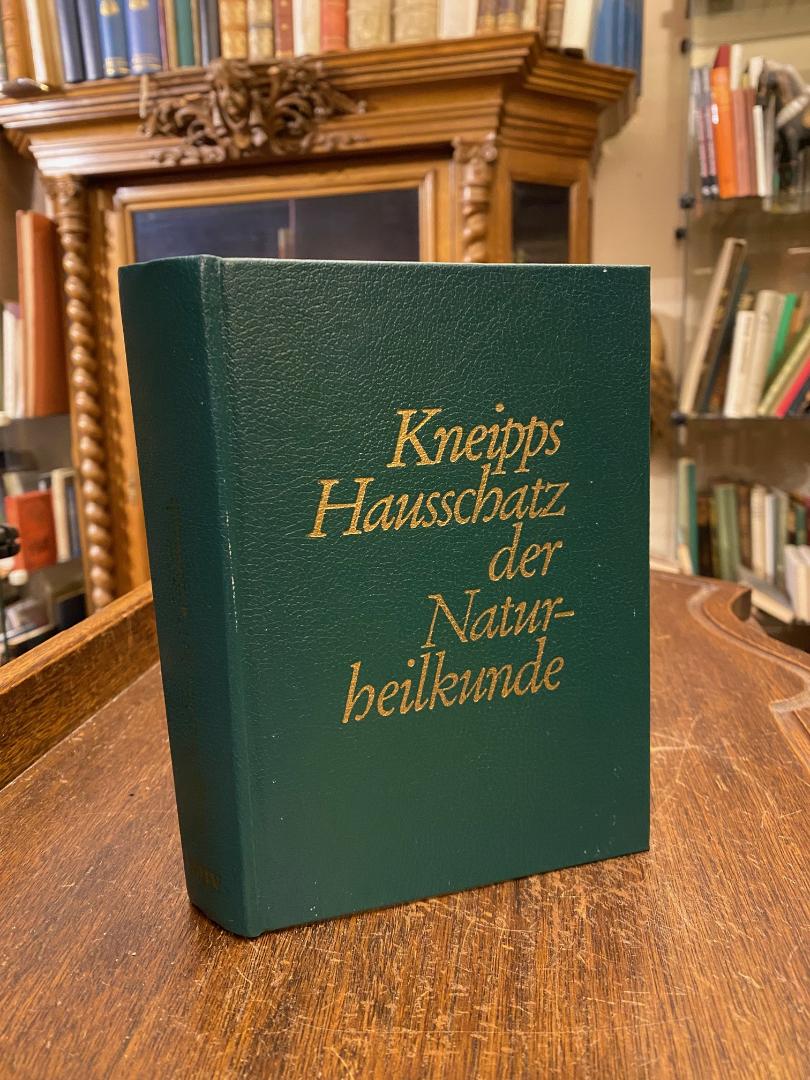 Kneipps
Hausschatz
der
Natur-
heilkunde